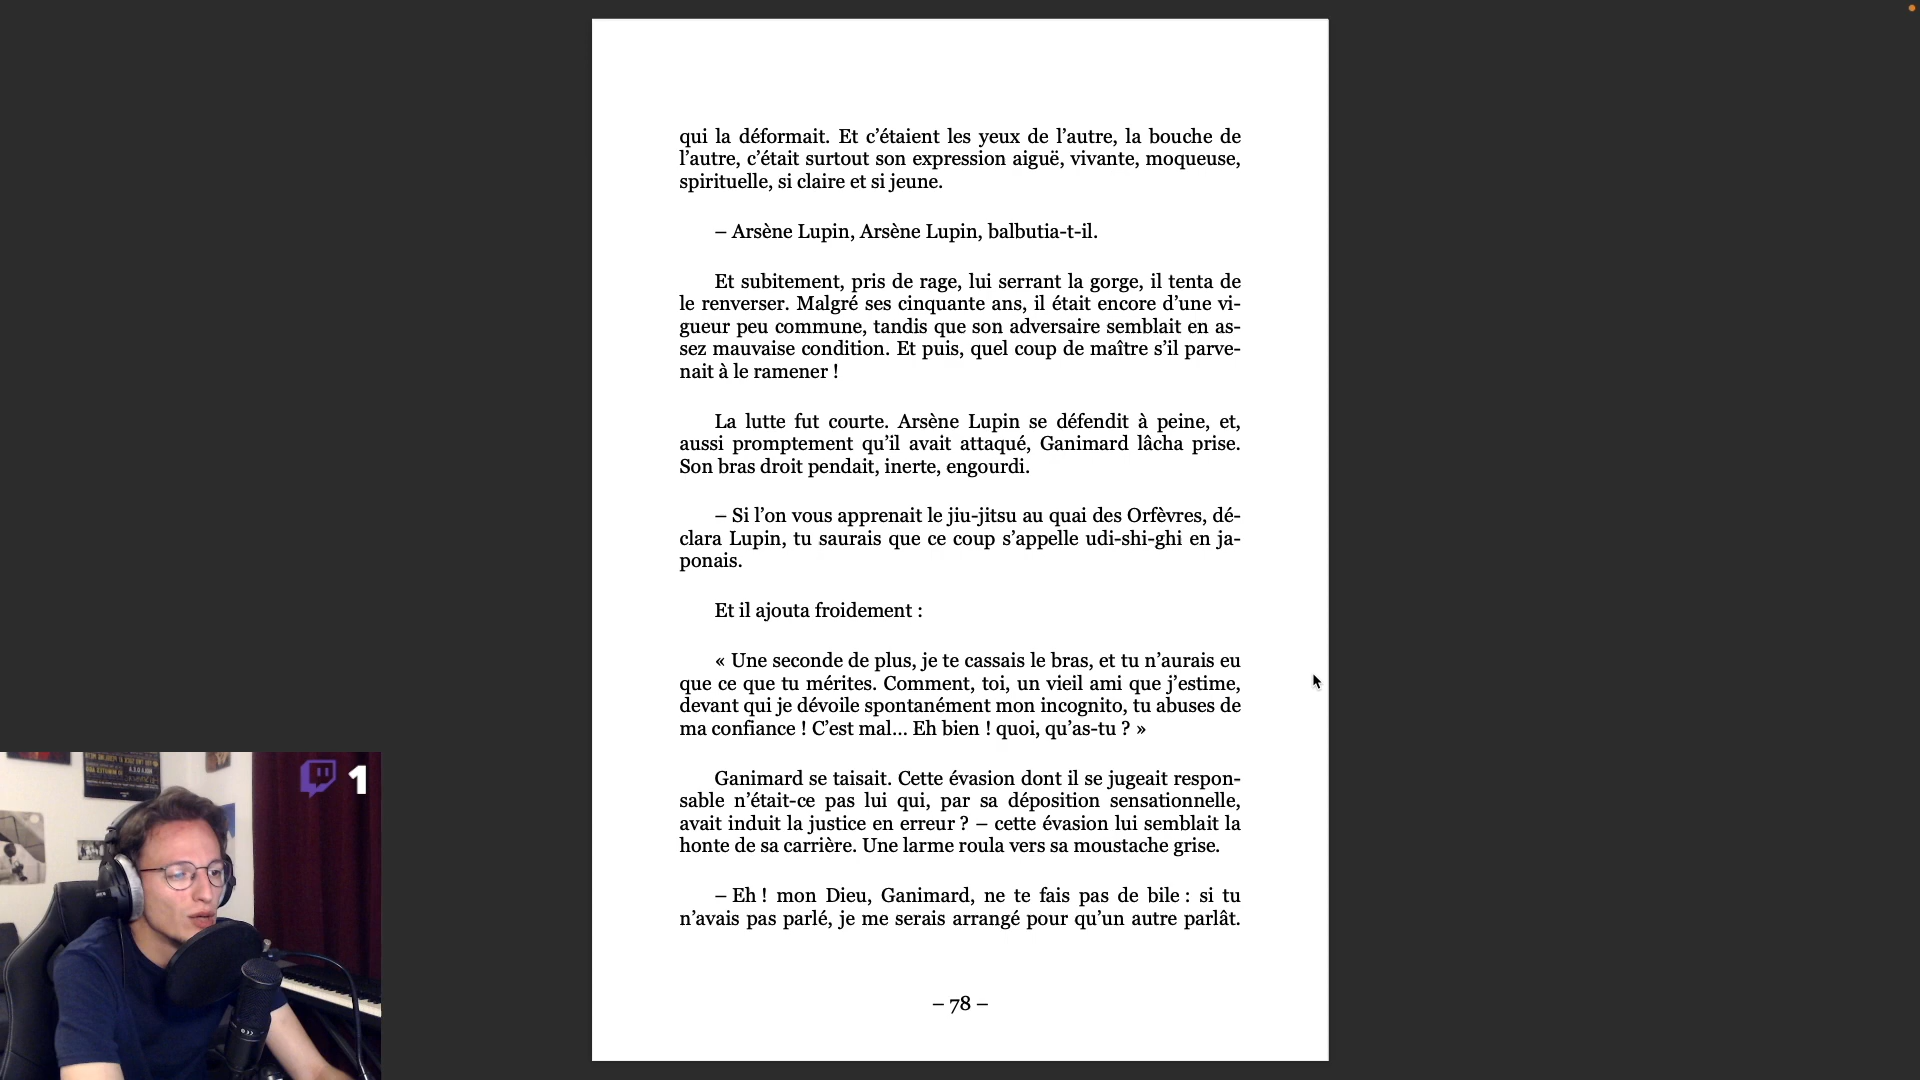 qui la déformait. Et c’étaient les yeux de l’autre, la bouche de
l’autre, c’était surtout son expression aiguë, vivante, moqueuse,
spirituelle, si claire et si jeune.
– Arsène Lupin, Arsène Lupin, balbutia-t-il.
Et subitement, pris de rage, lui serrant la gorge, il tenta de
le renverser. Malgré ses cinquante ans, il était encore d’une vi-
gueur peu commune, tandis que son adversaire semblait en as-
sez mauvaise condition. Et puis, quel coup de maître s’il parve-
nait à le ramener !
La lutte fut courte. Arsène Lupin se défendit à peine, et,
aussi promptement qu’il avait attaqué, Ganimard lâcha prise.
Son bras droit pendait, inerte, engourdi.
– Si l’on vous apprenait le jiu-jitsu au quai des Orfèvres, dé-
clara Lupin, tu saurais que ce coup s’appelle udi-shi-ghi en ja-
ponais.
Et il ajouta froidement :
« Une seconde de plus, je te cassais le bras, et tu n’aurais eu
que ce que tu mérites. Comment, toi, un vieil ami que j’estime,
devant qui je dévoile spontanément mon incognito, tu abuses de
ma confiance ! C’est mal… Eh bien ! quoi, qu’as-tu ? »
Ganimard se taisait. Cette évasion dont il se jugeait respon-
sable n’était-ce pas lui qui, par sa déposition sensationnelle,
avait induit la justice en erreur ? – cette évasion lui semblait la
honte de sa carrière. Une larme roula vers sa moustache grise.
– Eh ! mon Dieu, Ganimard, ne te fais pas de bile : si tu
n’avais pas parlé, je me serais arrangé pour qu’un autre parlât.
– 78 –
1